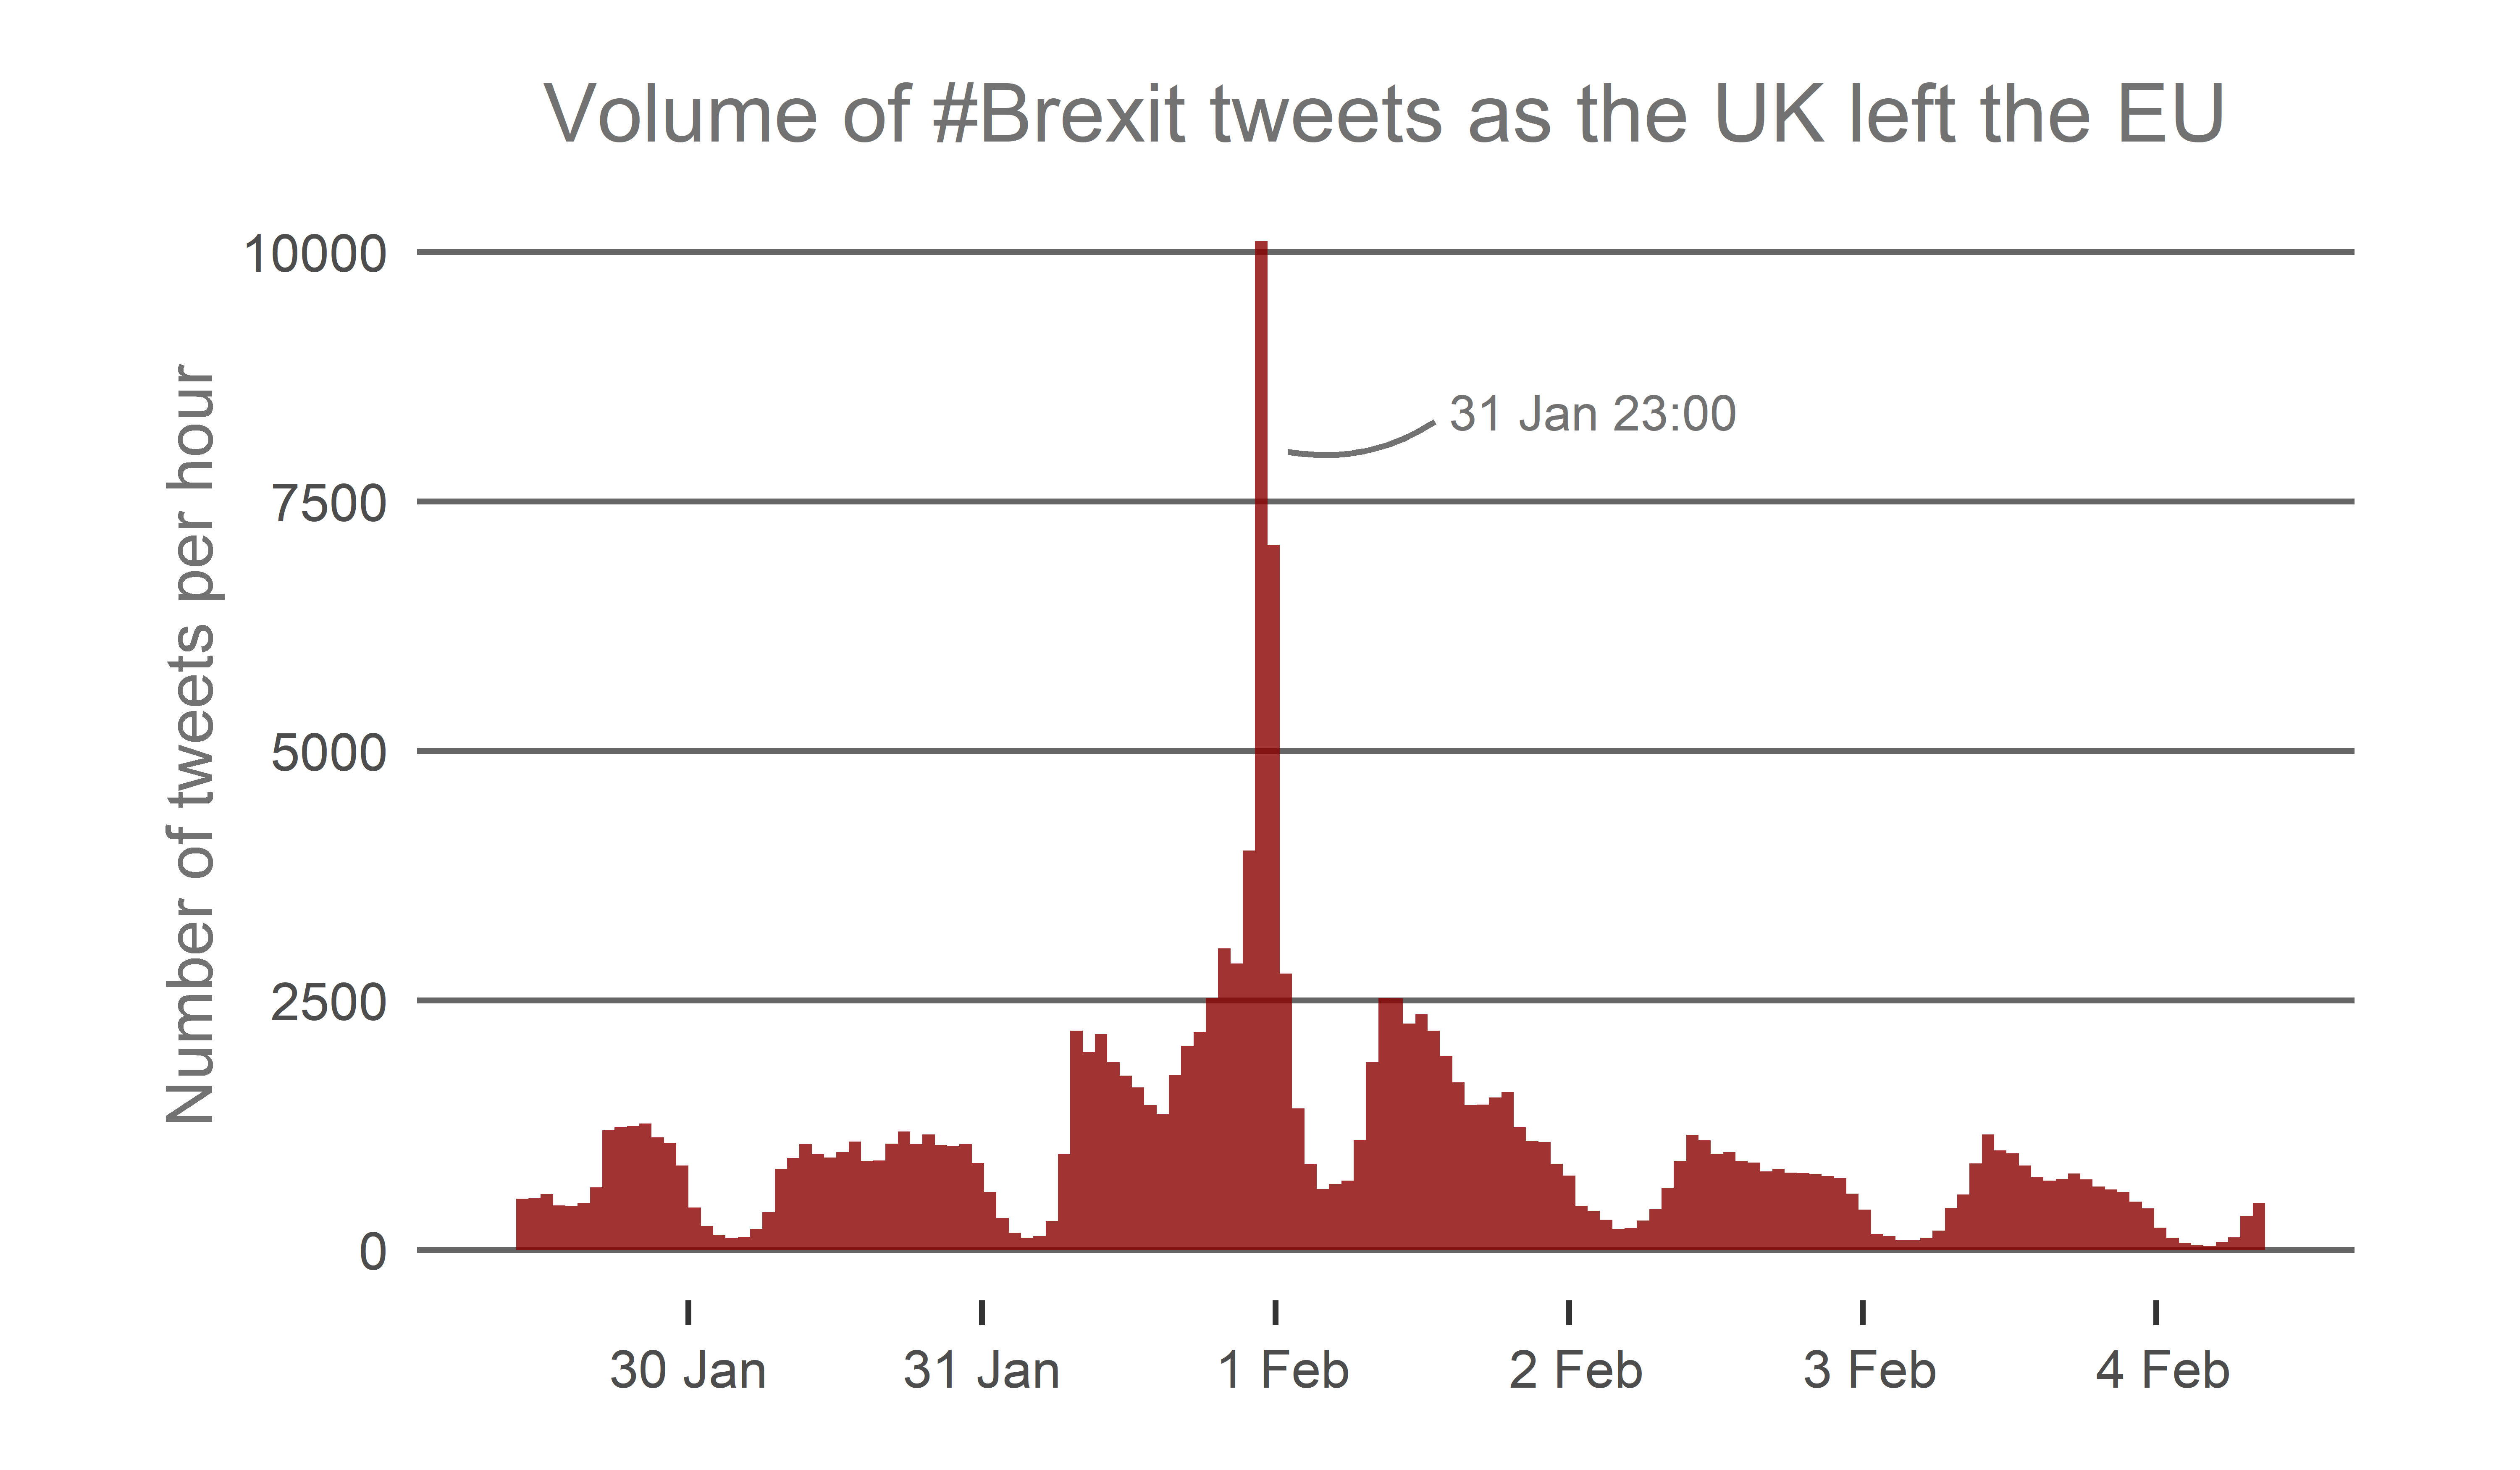 Volume of #Brexit tweets as the UK left the EU
Number of tweets per hour
10000
7500
5000
2500
0
31 Jan 23:00
30 Jan
31 Jan
1 Feb
2 Feb
3 Feb
4 Feb